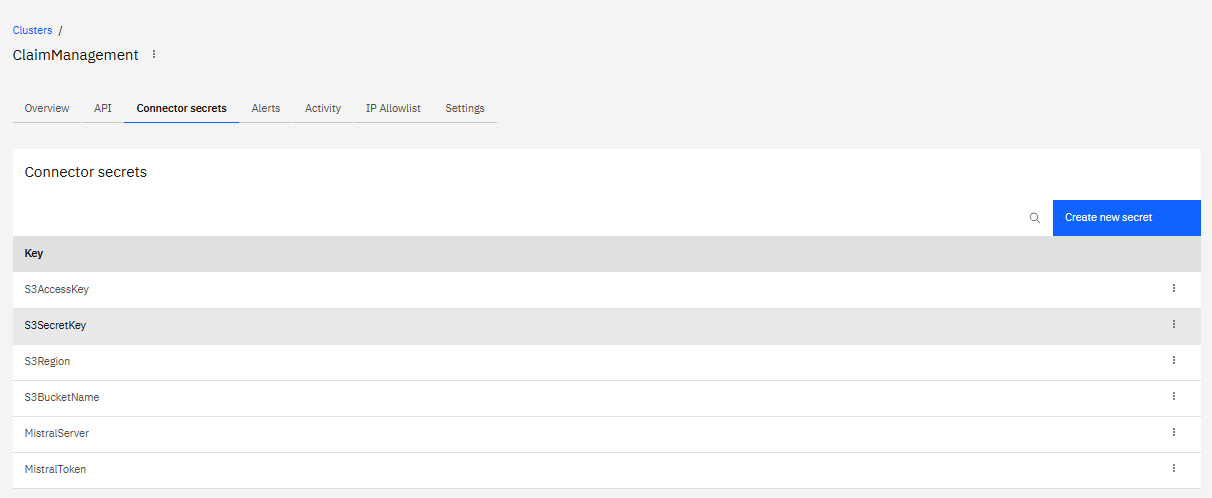 Clusters /
ClaimManagement
Overview API Connector secrets Alerts Activity IP Allowlist Settings
Connector secrets
Create new secret
Key
S3AccessKey
S3SecretKey
S3Region
S3BucketName
MistralServer
MistralToken